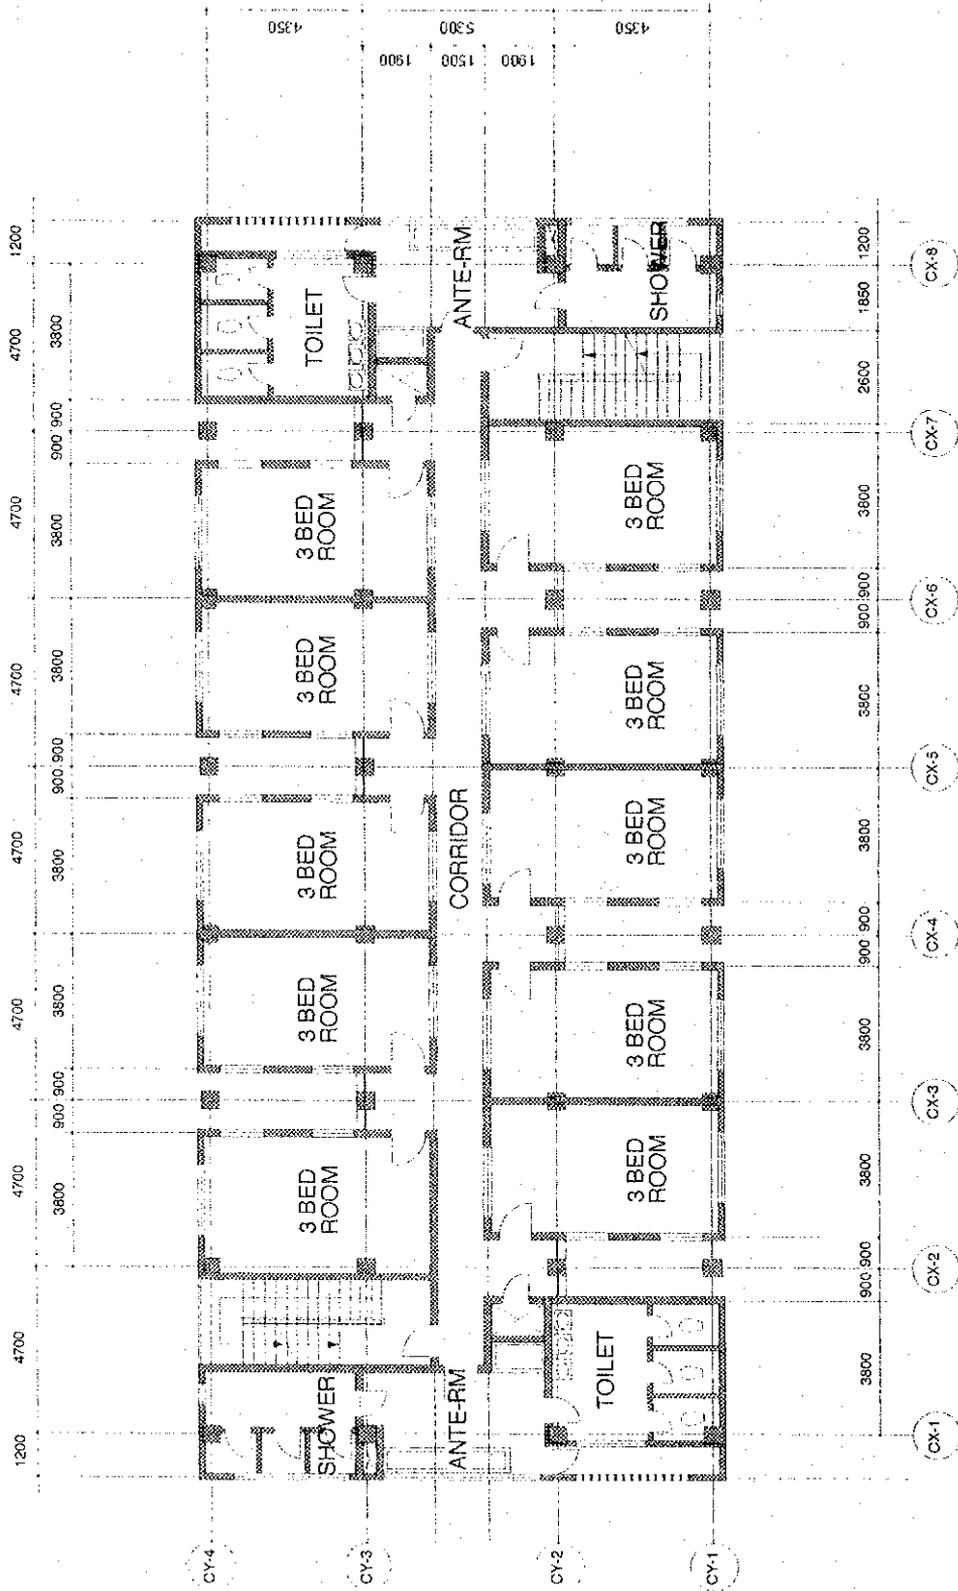 1200 4700 4700 4700 4700 4700 4700 4700 1200
3800 900 900 3800 3800 900 900 3800 3800 900 900 3800
CY-4
4350
SHOWER
3 BED
ROOM
3 BED
ROOM
3 BED
ROOM
3 BED
ROOM
3 BED
ROOM
TOILET
CY-3
1900
1500
1900
5300
ANTE-RM
CORRIDOR
ANTE-RM
CY-2
4350
TOILET
3 BED
ROOM
3 BED
ROOM
3 BED
ROOM
3 BED
ROOM
3 BED
ROOM
SHOWER
CY-1
3800 900 900 3800 3800 900 900 3800 3800 900 900 3800 2600 1850 1200
CX-1 CX-2 CX-3 CX-4 CX-5 CX-6 CX-7 CX-8